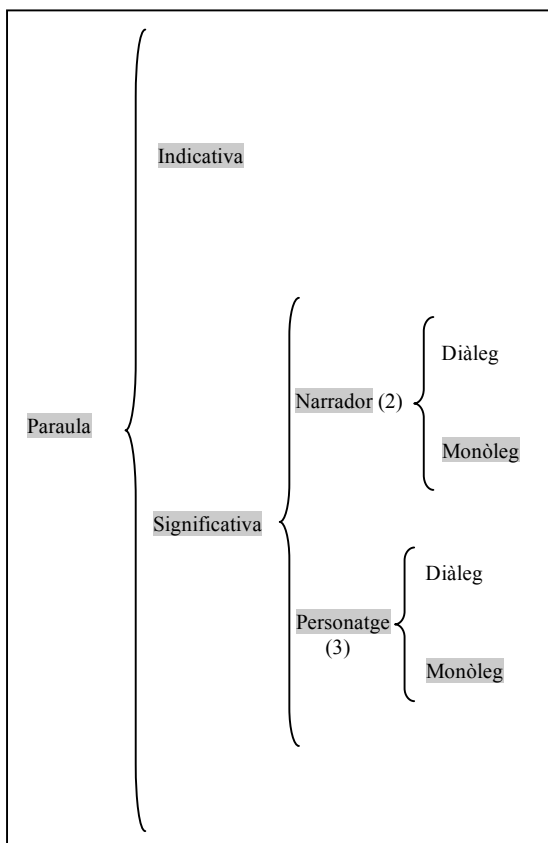 Indicativa
Diàleg
Narrador (2)
Paraula
Monòleg
Significativa
Diàleg
Personatge
(3)
Monòleg